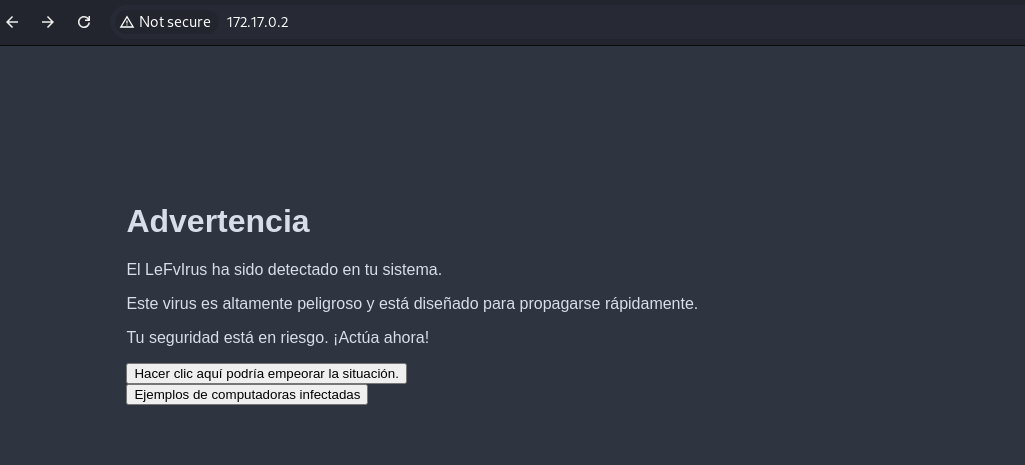 Not secure 172.17.0.2
Advertencia
El LeFvIrus ha sido detectado en tu sistema.
Este virus es altamente peligroso y está diseñado para propagarse rápidamente.
Tu seguridad está en riesgo. ¡Actúa ahora!
Hacer clic aquí podría empeorar la situación.
Ejemplos de computadoras infectadas